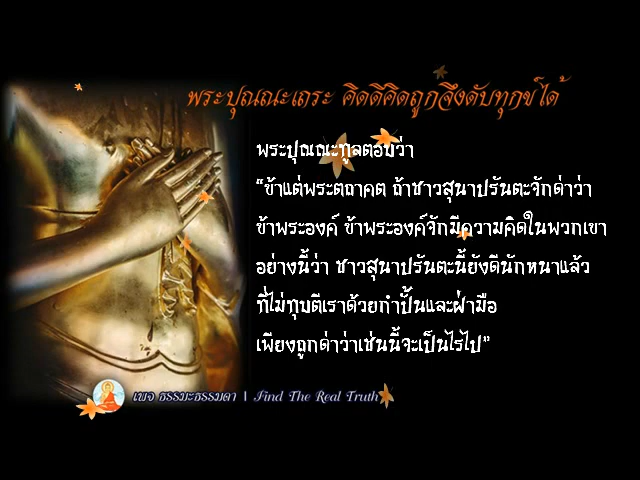 พระปุณณะเถระ คิดดีคิดถูกจึงดับทุกข์ได้
พระปุณณะทูลตอบว่า
“ข้าแต่พระตถาคต ถ้าชาวสุนาปรันตะจักด่าว่า
ข้าพระองค์ ข้าพระองค์จักมีความคิดในพวกเขา
อย่างนี้ว่า ชาวสุนาปรันตะนี้ยังดีนักหนาแล้ว
ที่ไม่ทุบตีเราด้วยกำปั้นและฝ่ามือ
เพียงถูกด่าว่าเช่นนี้จะเป็นไรไป”
เพจ ธรรมะธรรมดา | Find The Real Truth